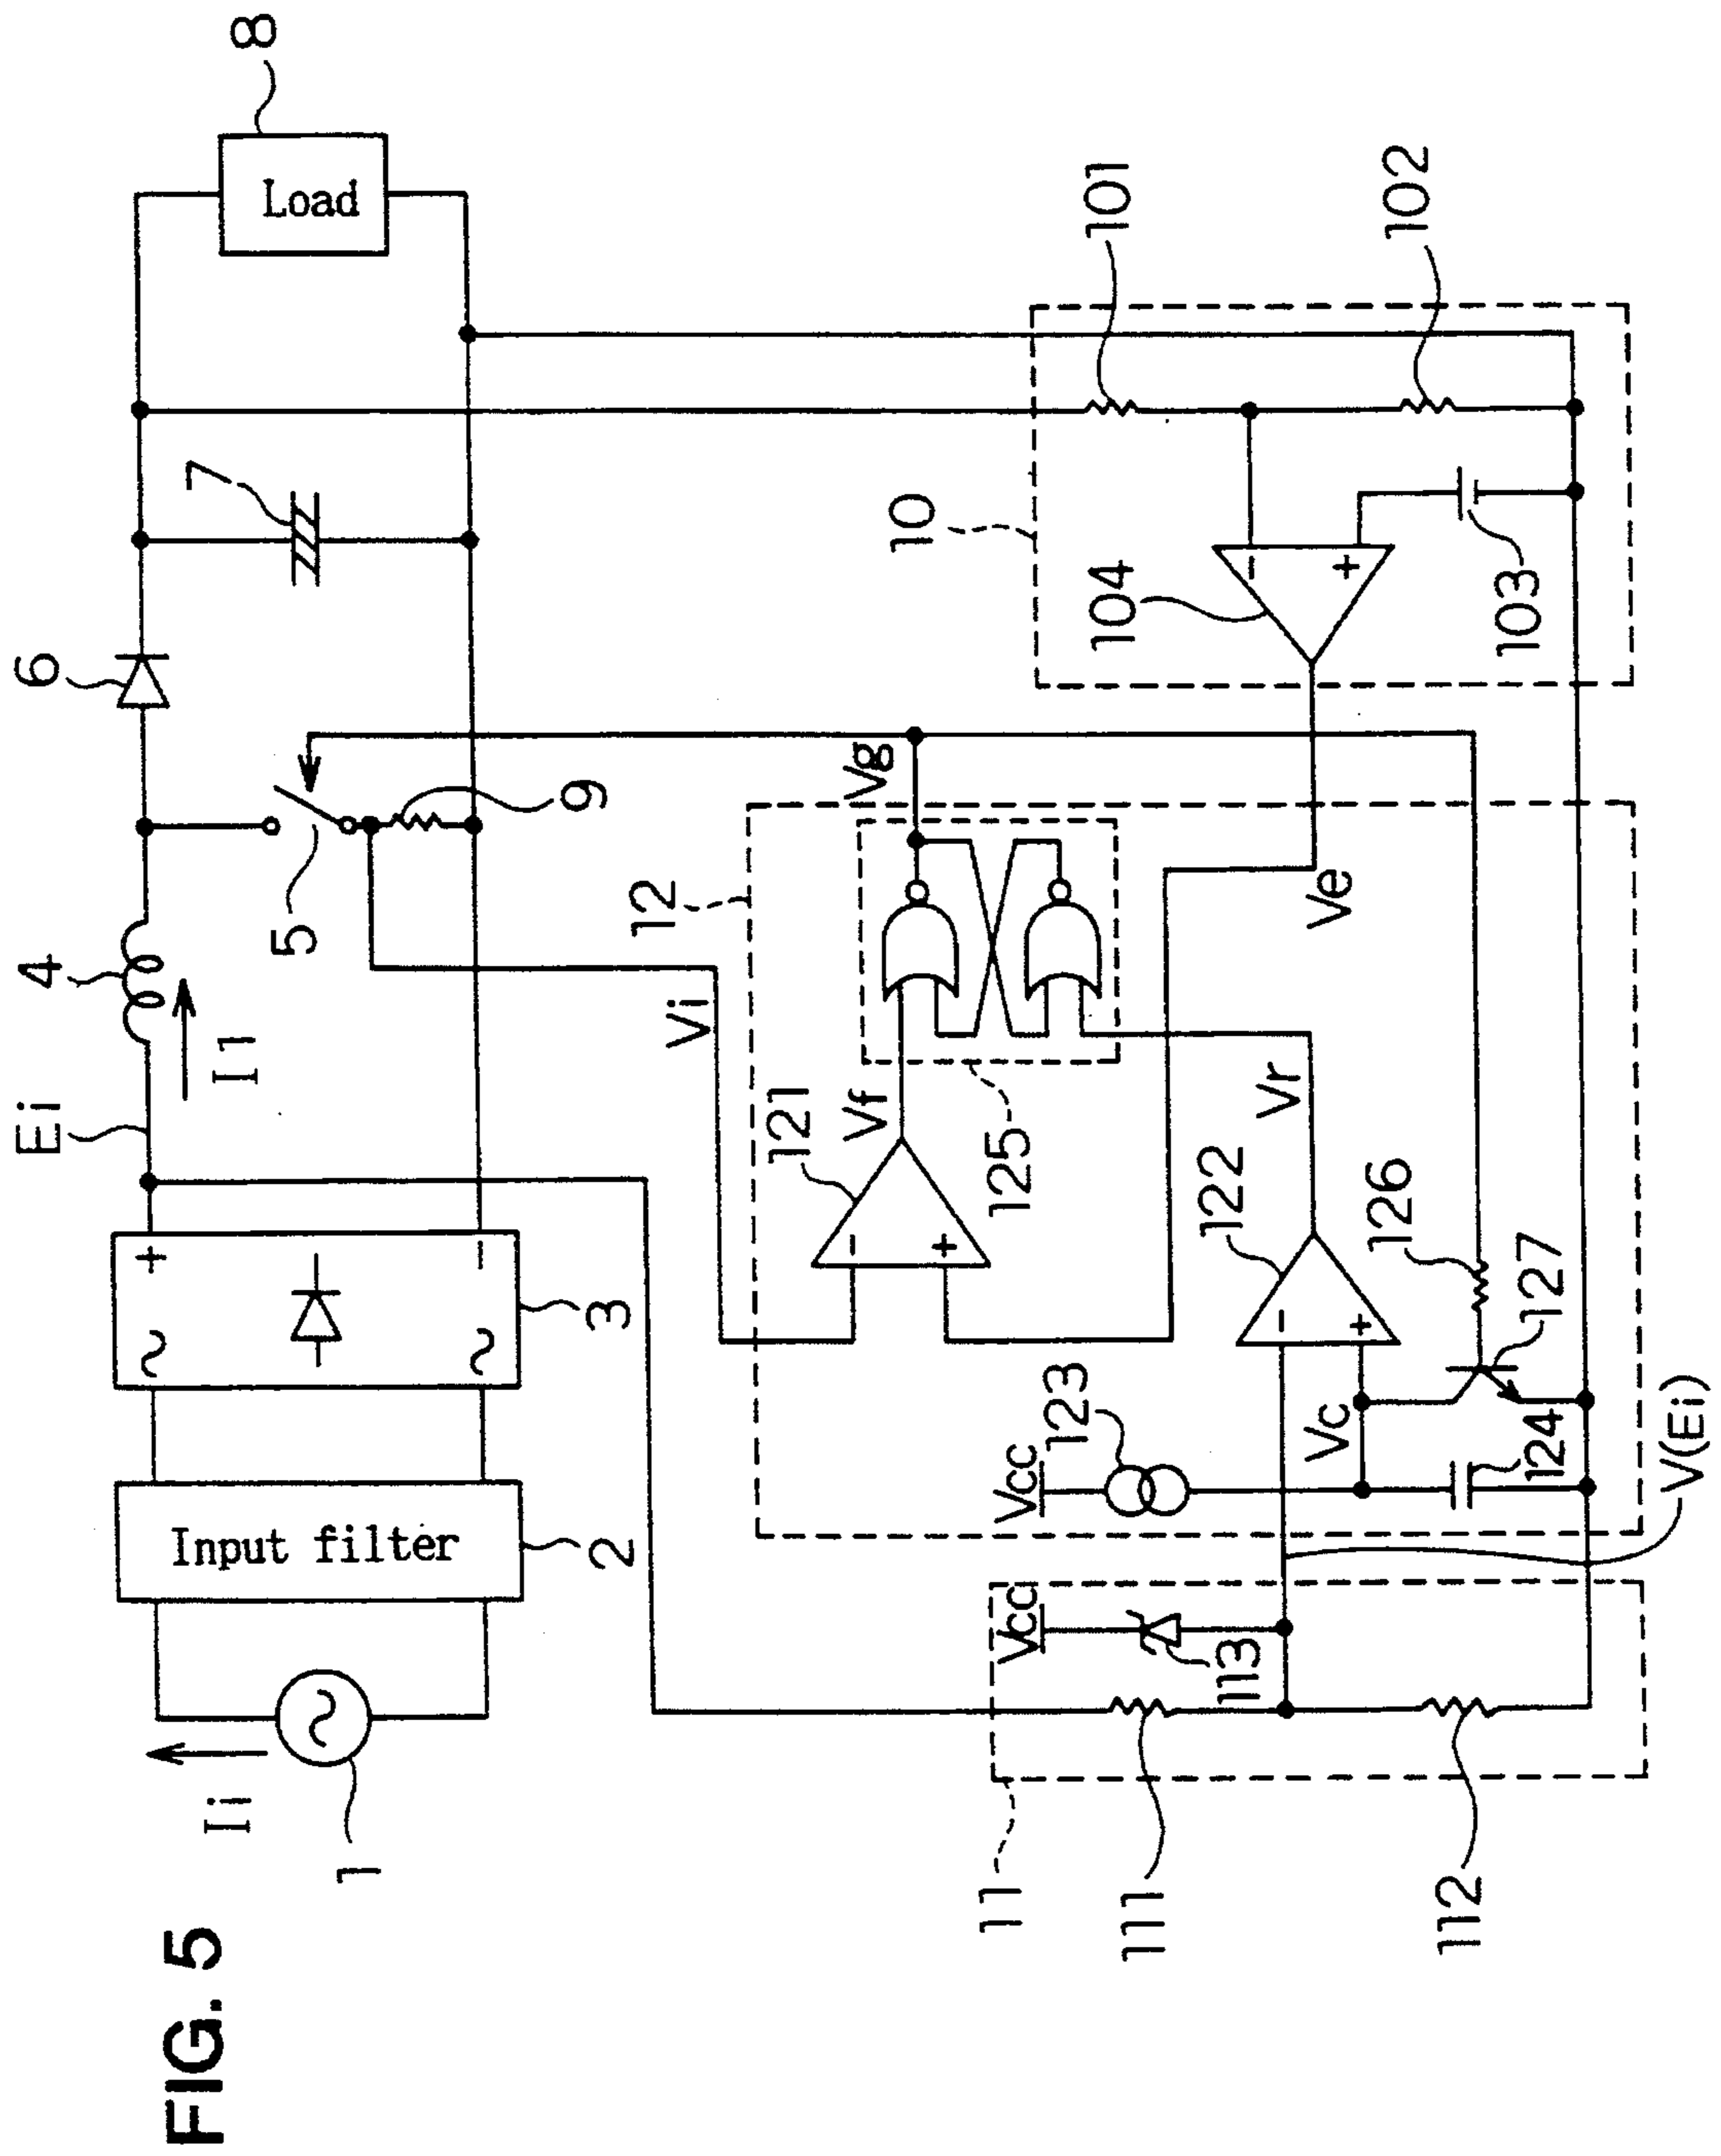 FIG. 5
Ii
1
Input filter
2
+
−
3
Ei
I1
4
5
6
7
Load
8
9
Vi
Vg
12
10
101
102
104
-
+
103
Ve
121
-
+
Vf
125
122
-
+
Vr
126
127
Vcc
123
Vc
124
V(Ei)
11
Vcc
113
111
112